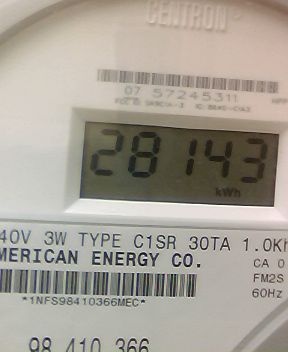 CENTRON®
07 57245311
28143
kWh
40V 3W TYPE C1SR 30TA 1.0Kh
MERICAN ENERGY CO.
CA 0
FM2S
60Hz
*1NFS98410366MEC*
98 410 366